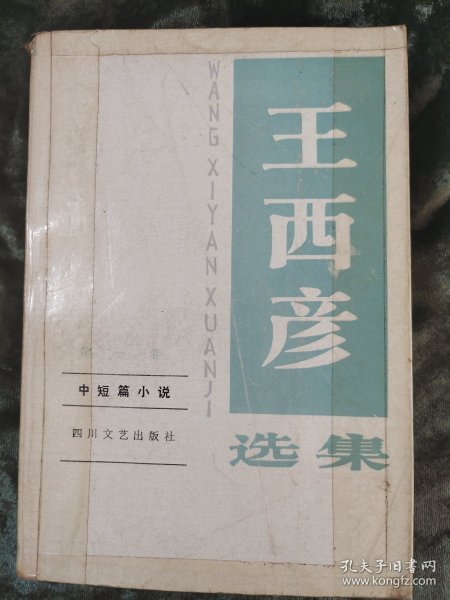 王西彦
选集
WANG XIYAN XUANJI
中短篇小说
四川文艺出版社
孔夫子旧书网
www.kongfz.com